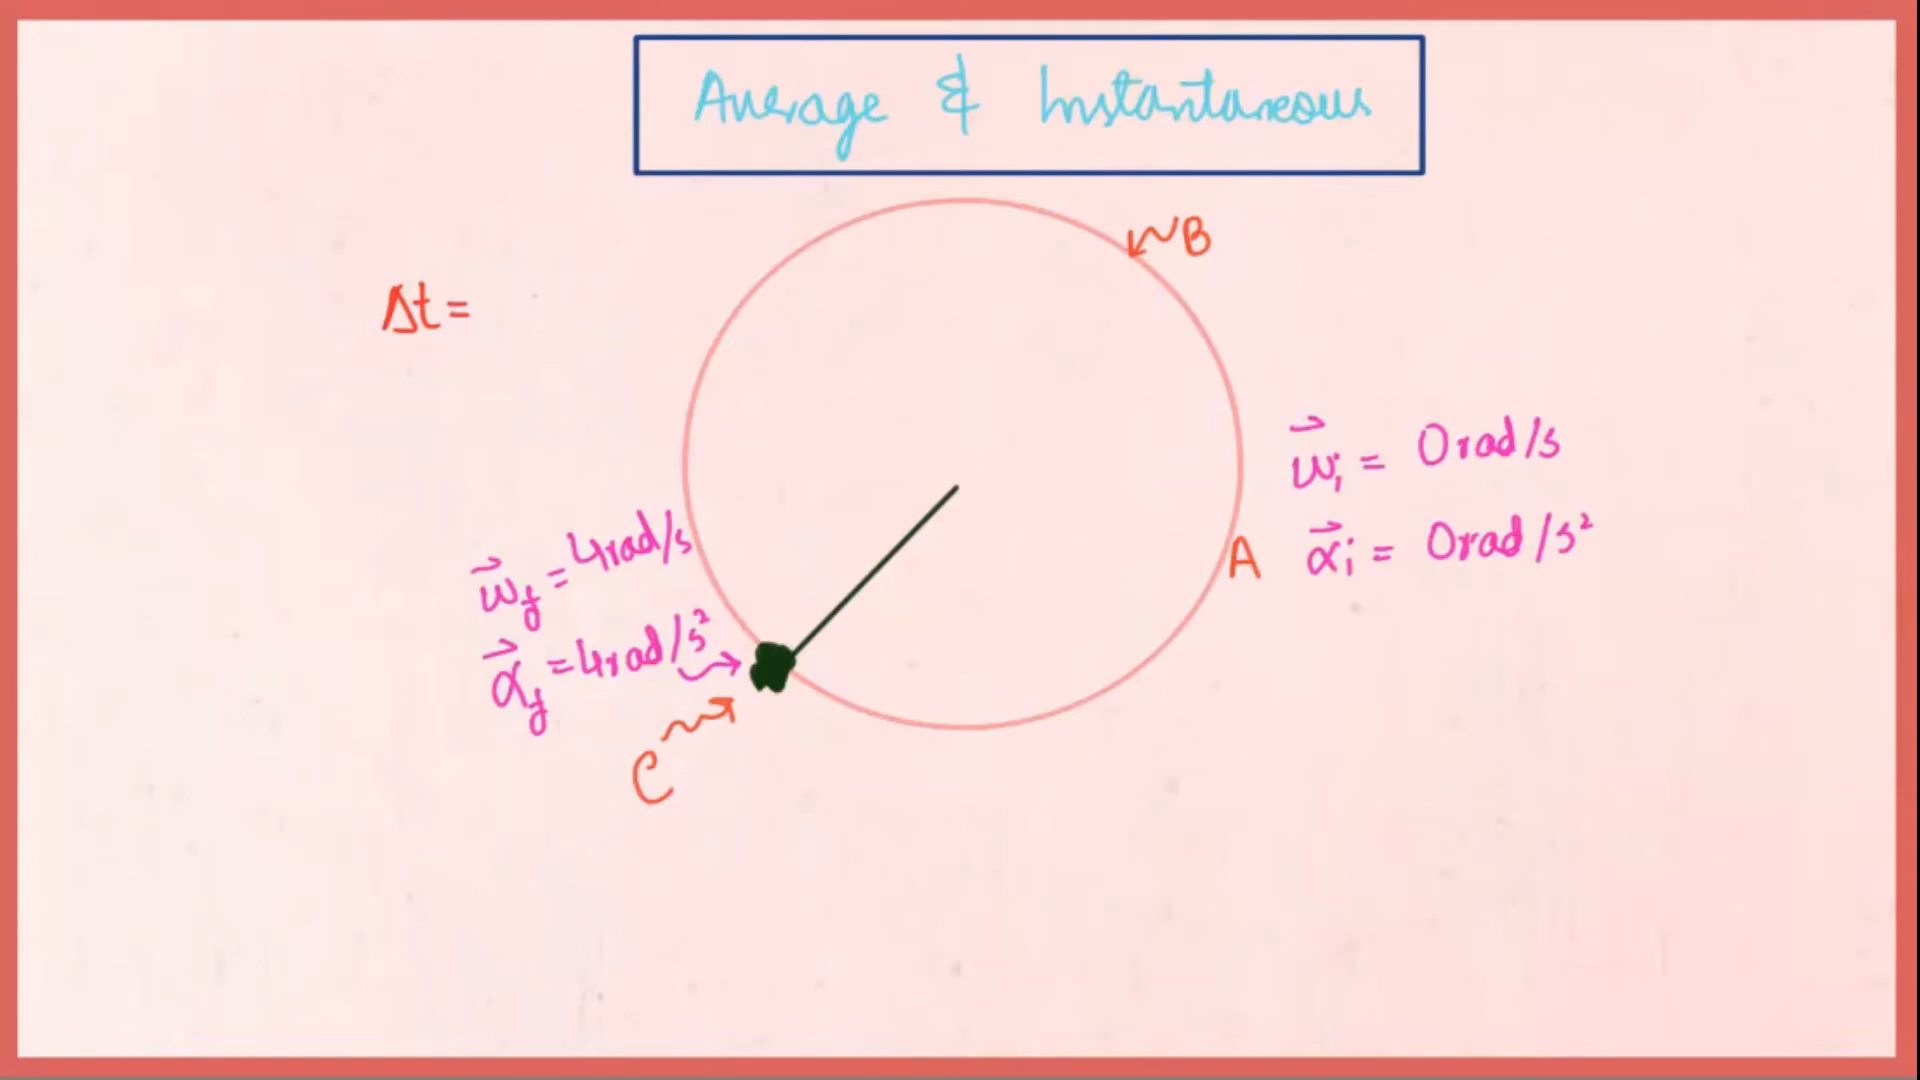 Average & Instantaneous
B
Δt =
ω⃗i = 0 rad/s
α⃗i = 0 rad/s²
A
ω⃗f = 4 rad/s
α⃗f = 4 rad/s²
C